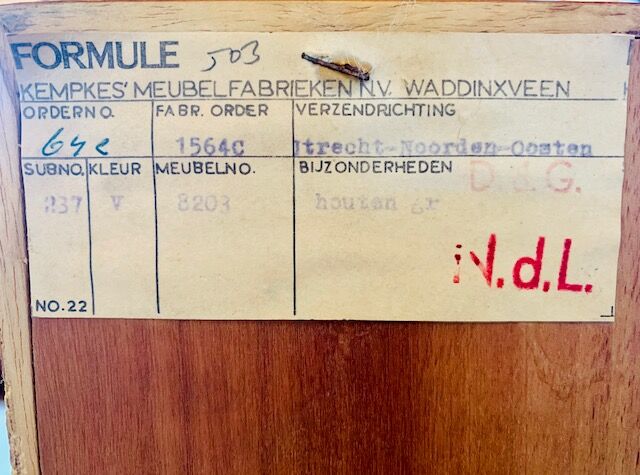 FORMULE 503
KEMPKES' MEUBELFABRIEKEN N.V. WADDINXVEEN
ORDERNO. FABR. ORDER VERZENDRICHTING
64e 1564C Utrecht-Noorden-Oosten
SUBNO. KLEUR MEUBELNO. BIJZONDERHEDEN D & G.
237 V 8203 houten gr
N.d.L.
NO.22